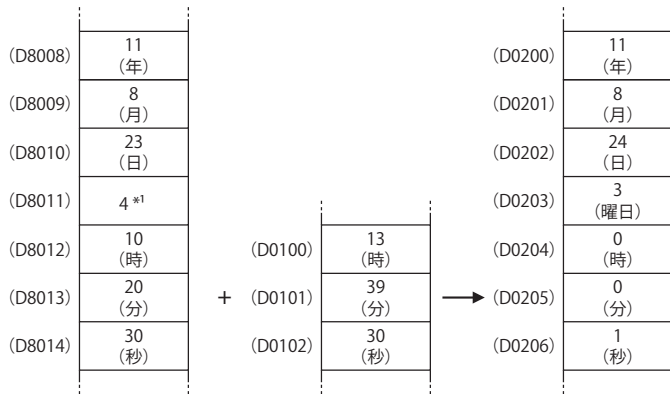 (D8008) 11 (年)
(D8009) 8 (月)
(D8010) 23 (日)
(D8011) 4 *1
(D8012) 10 (時)
(D8013) 20 (分)
(D8014) 30 (秒)
+
(D0100) 13 (時)
(D0101) 39 (分)
(D0102) 30 (秒)
(D0200) 11 (年)
(D0201) 8 (月)
(D0202) 24 (日)
(D0203) 3 (曜日)
(D0204) 0 (時)
(D0205) 0 (分)
(D0206) 1 (秒)